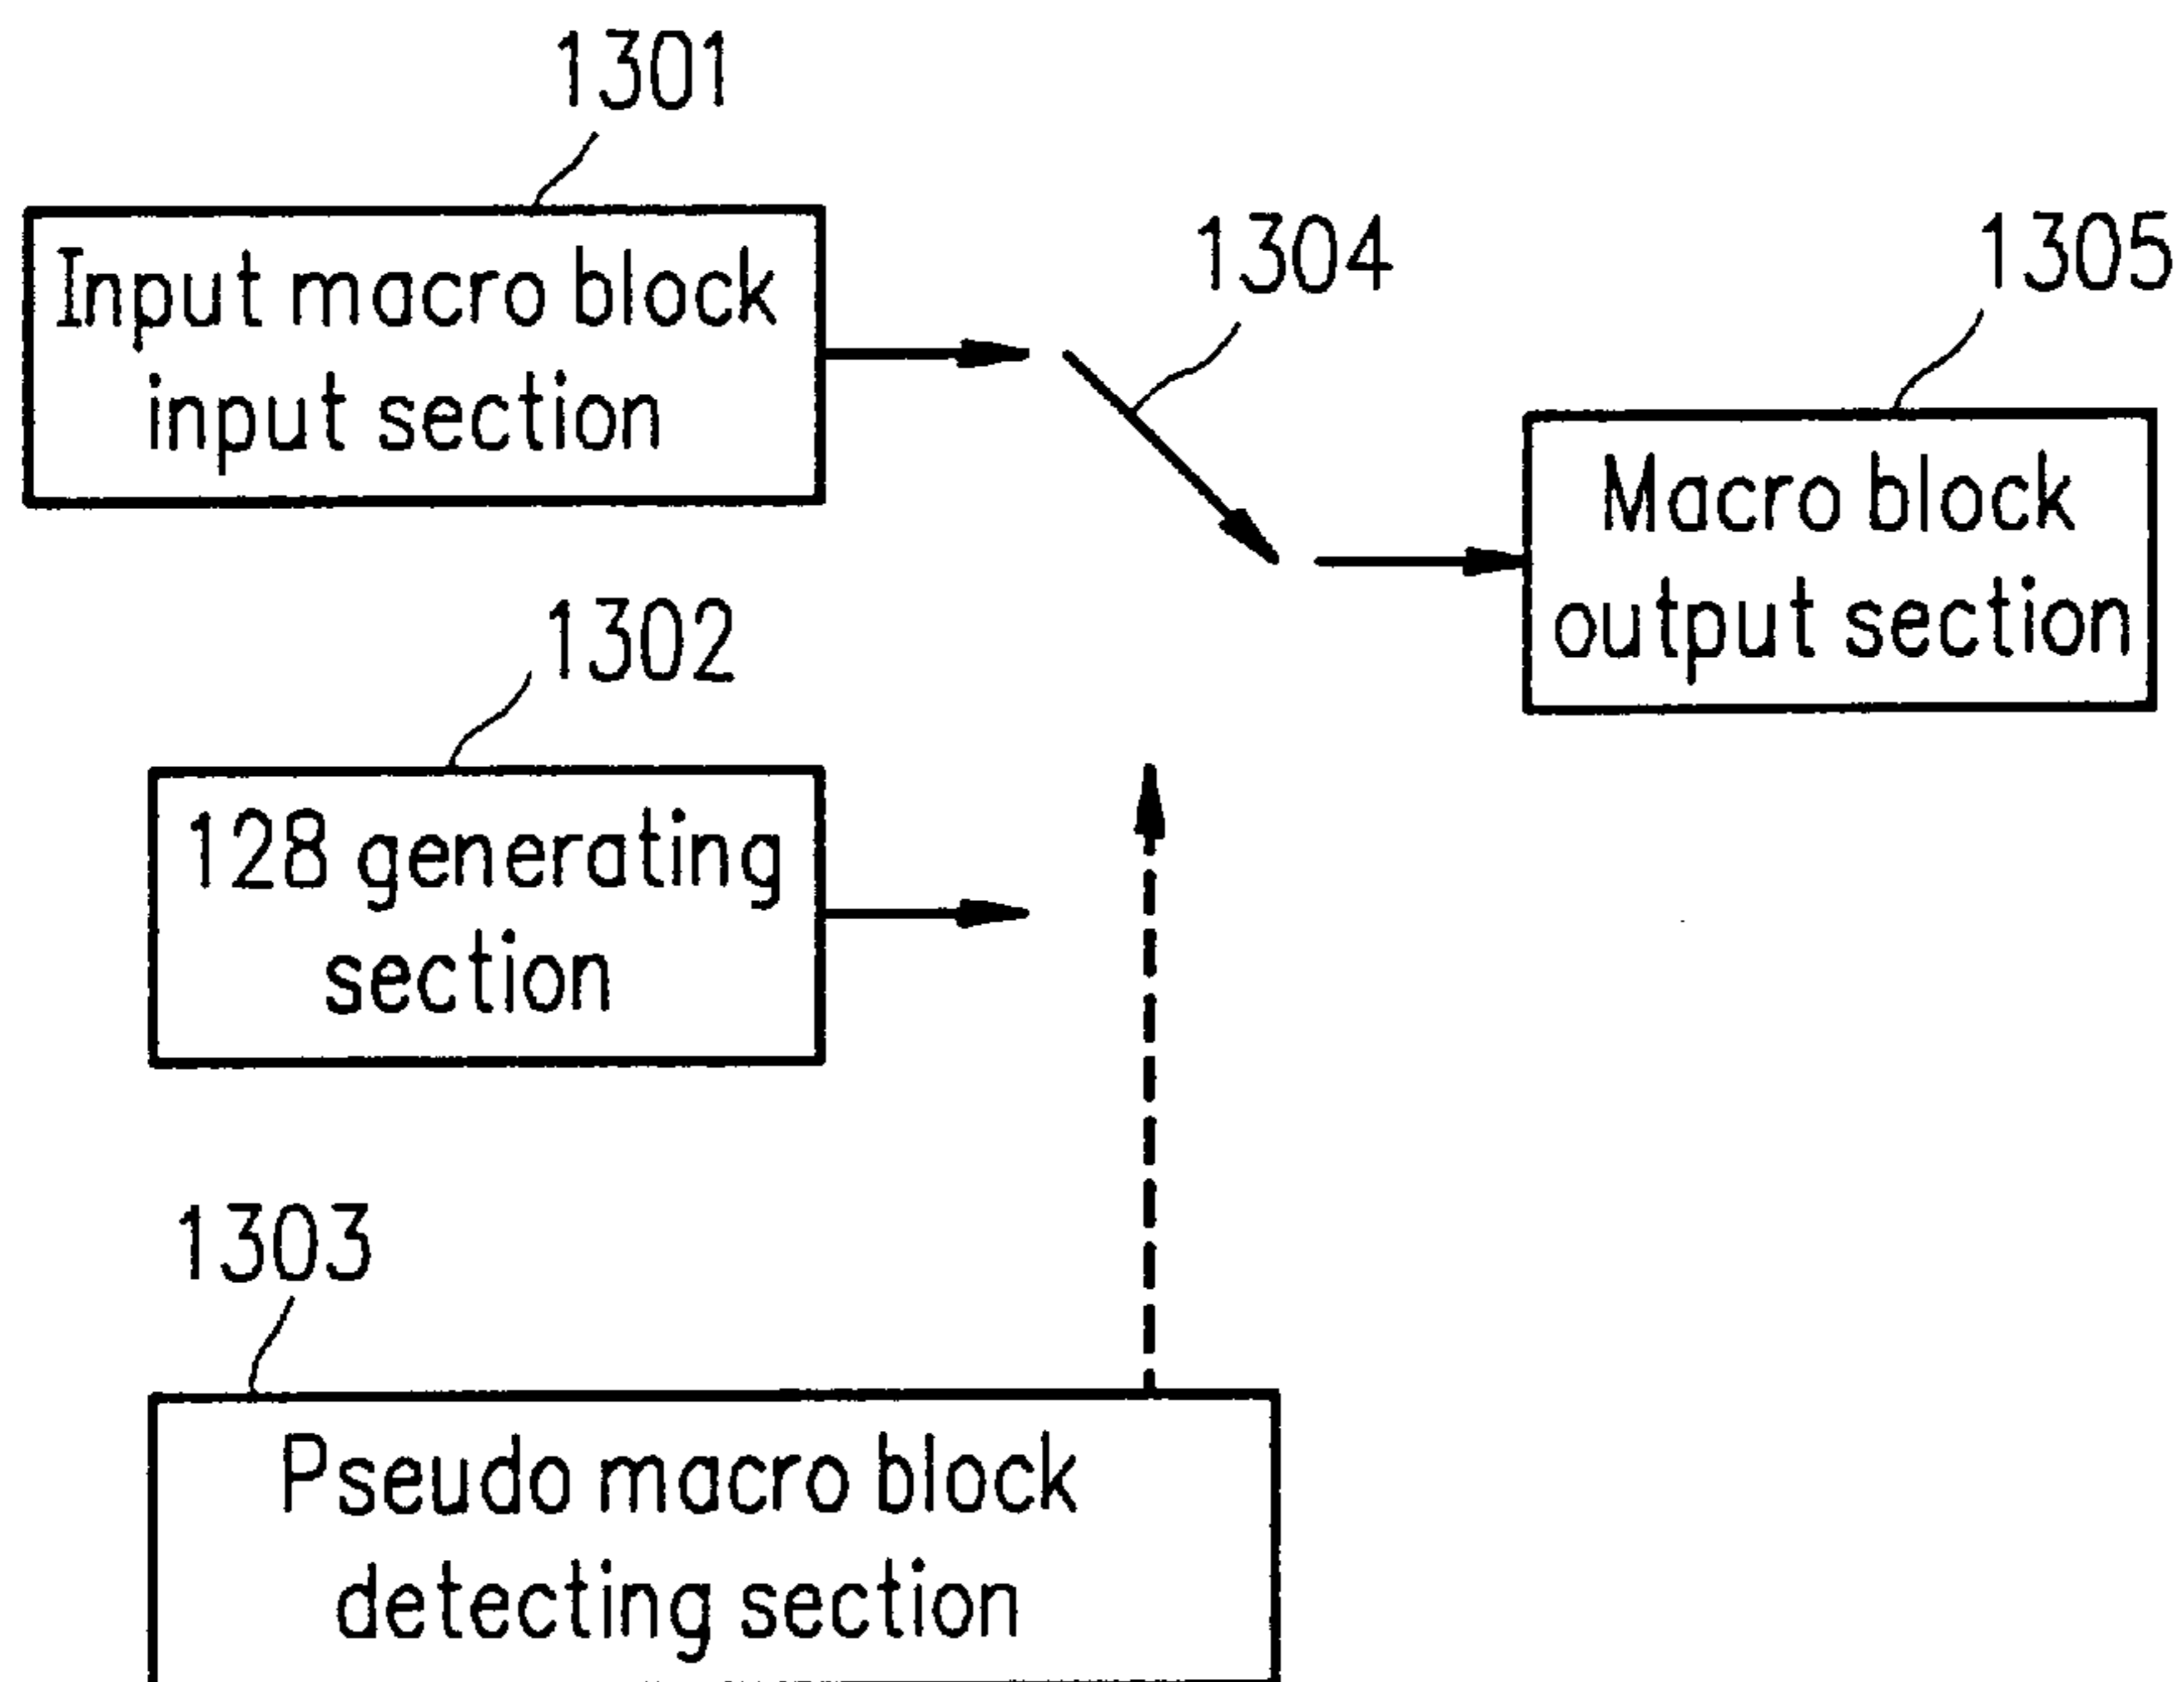 1301
Input macro block
input section
1304
1305
Macro block
output section
1302
128 generating
section
1303
Pseudo macro block
detecting section